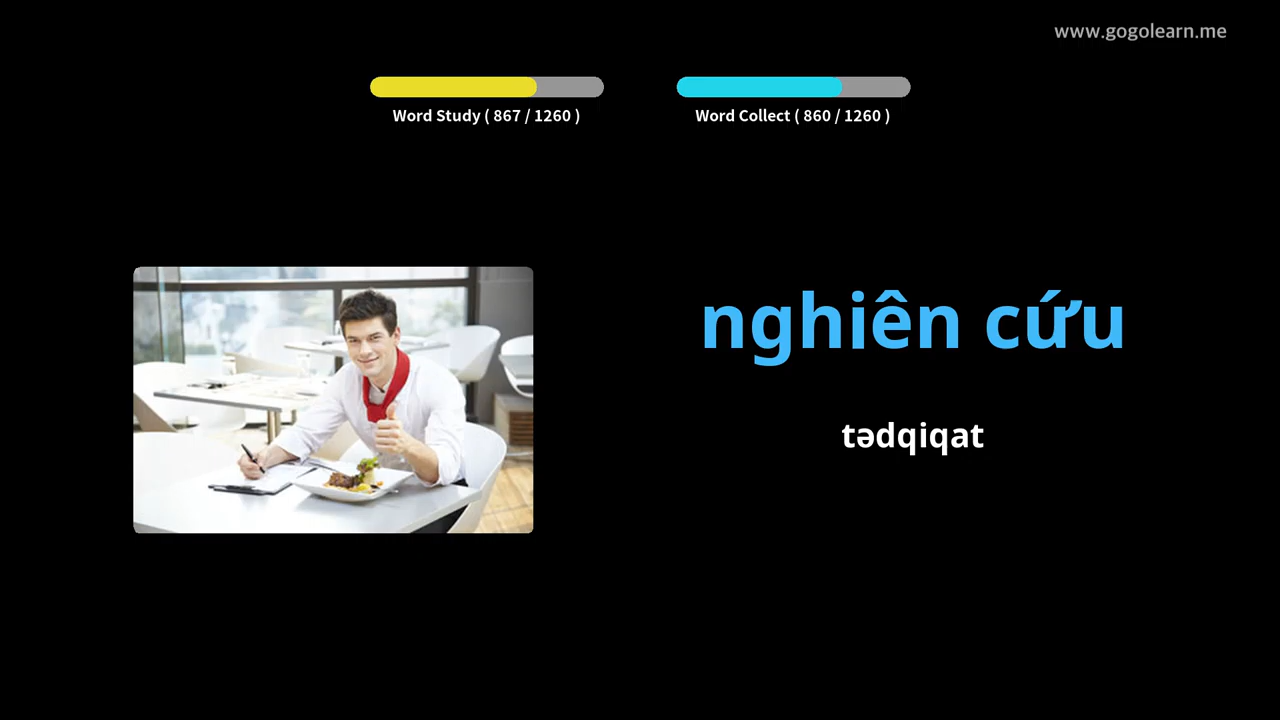 www.gogolearn.me
Word Study ( 867 / 1260 )
Word Collect ( 860 / 1260 )
nghiên cứu
tədqiqat